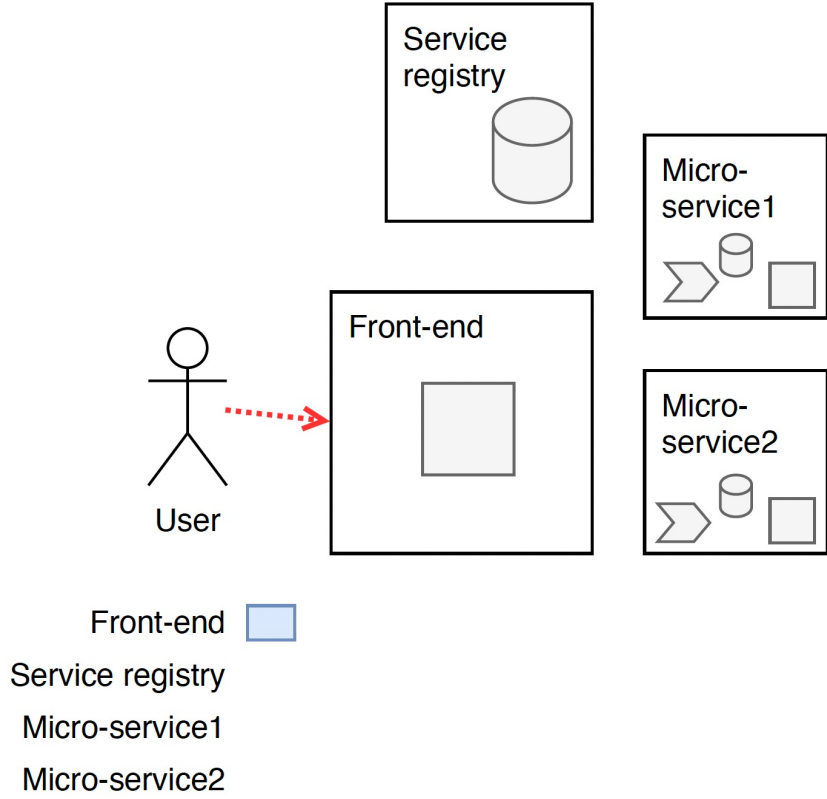 Service
registry
Micro-
service1
Front-end
Micro-
service2
User
Front-end
Service registry
Micro-service1
Micro-service2